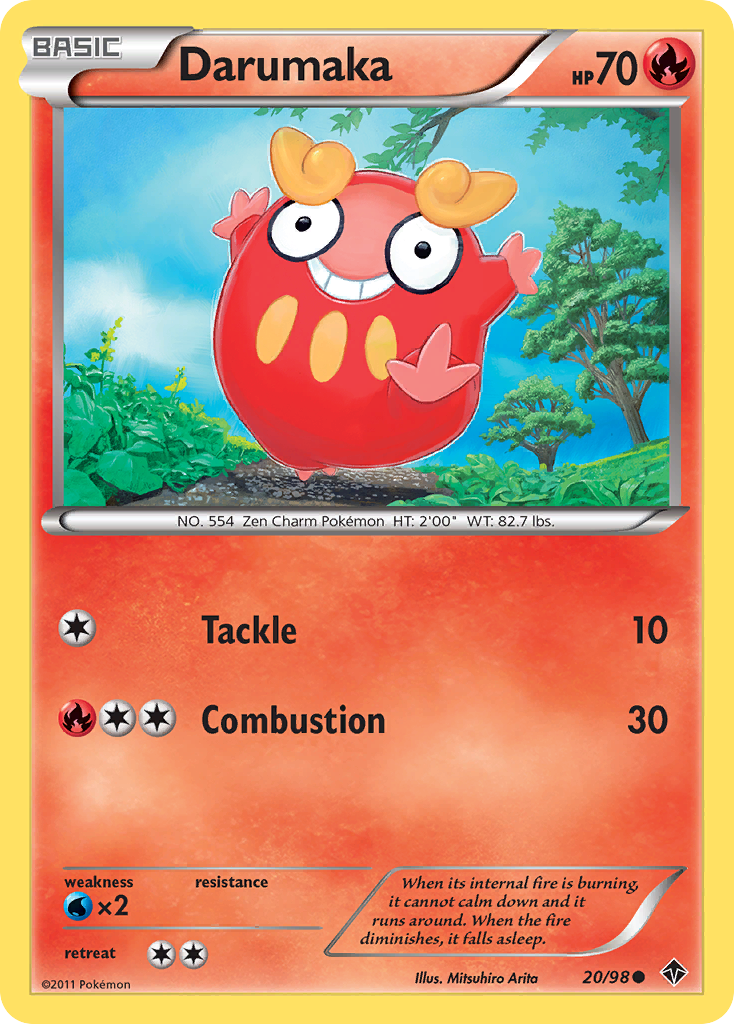 BASIC
Darumaka
HP70
NO. 554 Zen Charm Pokémon HT: 2'00" WT: 82.7 lbs.
Tackle 10
Combustion 30
weakness resistance
×2
retreat
When its internal fire is burning,
it cannot calm down and it
runs around. When the fire
diminishes, it falls asleep.
©2011 Pokémon
Illus. Mitsuhiro Arita
20/98